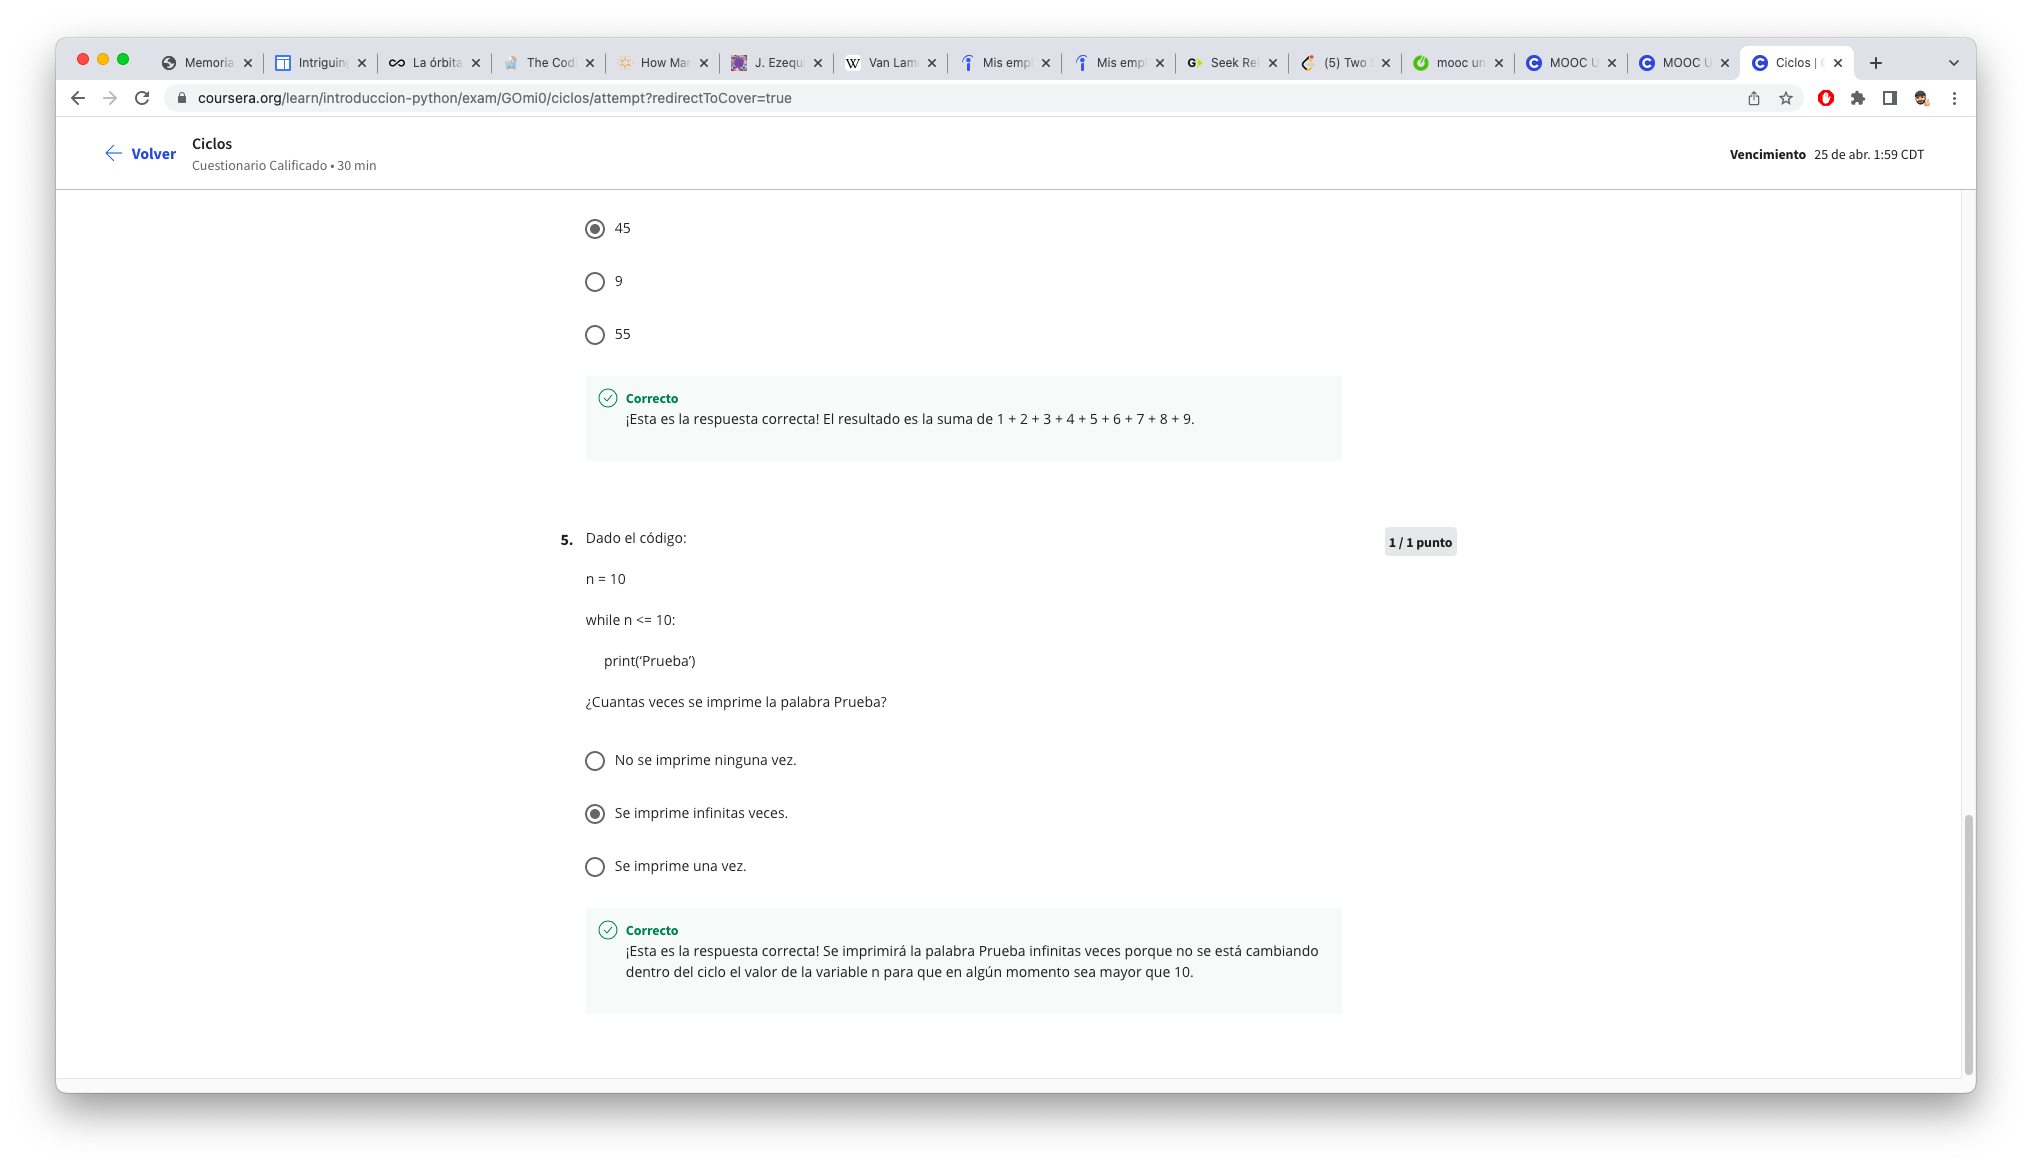 Memoria
Intriguin
La órbita
The Cod
How Mar
J. Ezequ
Van Lam
Mis emp
Mis emp
Seek Re
(5) Two
mooc un
MOOC U
MOOC U
Ciclos |
coursera.org/learn/introduccion-python/exam/GOmi0/ciclos/attempt?redirectToCover=true
Volver
Ciclos
Cuestionario Calificado • 30 min
Vencimiento 25 de abr. 1:59 CDT
45
9
55
Correcto
¡Esta es la respuesta correcta! El resultado es la suma de 1 + 2 + 3 + 4 + 5 + 6 + 7 + 8 + 9.
5. Dado el código:
1 / 1 punto
n = 10
while n <= 10:
print(‘Prueba’)
¿Cuantas veces se imprime la palabra Prueba?
No se imprime ninguna vez.
Se imprime infinitas veces.
Se imprime una vez.
Correcto
¡Esta es la respuesta correcta! Se imprimirá la palabra Prueba infinitas veces porque no se está cambiando
dentro del ciclo el valor de la variable n para que en algún momento sea mayor que 10.